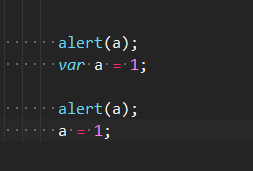 alert(a);
var a = 1;
alert(a);
a = 1;